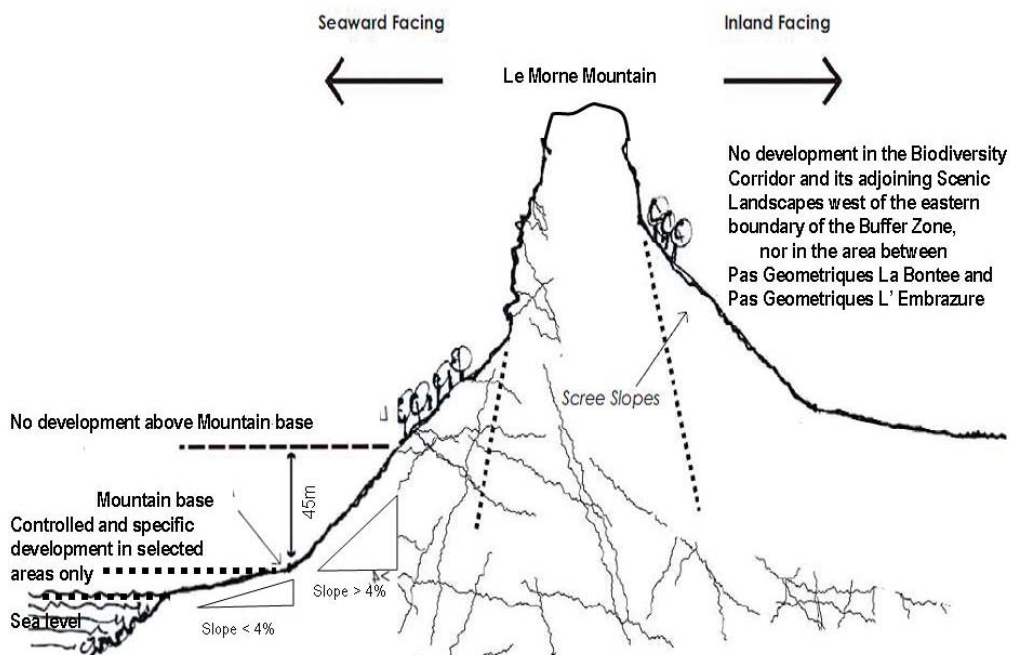 Seaward Facing
Inland Facing
Le Morne Mountain
No development in the Biodiversity
Corridor and its adjoining Scenic
Landscapes west of the eastern
boundary of the Buffer Zone,
nor in the area between
Pas Geometriques La Bontee and
Pas Geometriques L' Embrazure
Scree Slopes
No development above Mountain base
45m
Mountain base
Controlled and specific
development in selected
areas only
Slope > 4%
Sea level
Slope < 4%